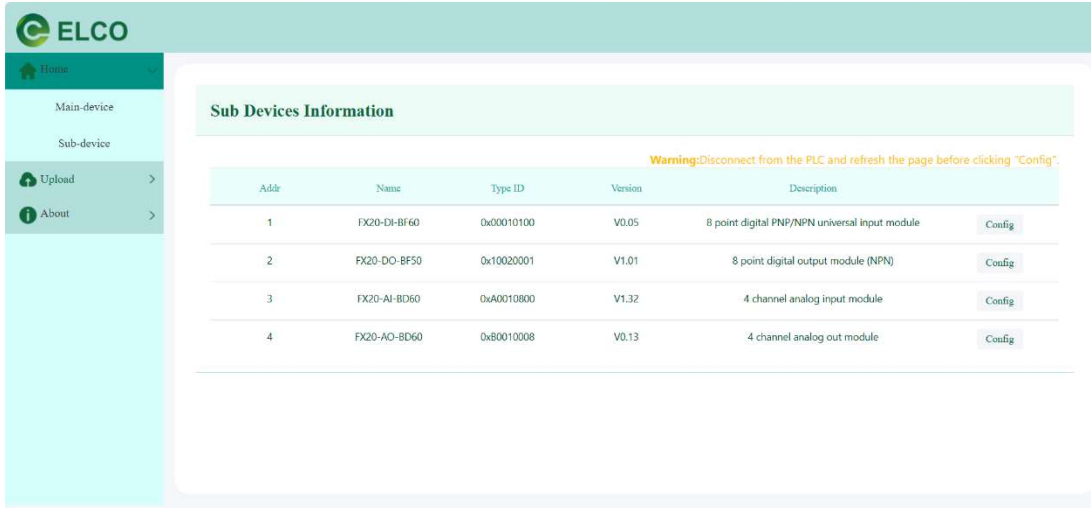 ELCO
Home
Main-device
Sub-device
Upload
About
Sub Devices Information
Warning:Disconnect from the PLC and refresh the page before clicking "Config".
Addr Name Type ID Version Description
1 FX20-DI-BF60 0x00010100 V0.05 8 point digital PNP/NPN universal input module Config
2 FX20-DO-BF50 0x10020001 V1.01 8 point digital output module (NPN) Config
3 FX20-AI-BD60 0xA0010800 V1.32 4 channel analog input module Config
4 FX20-AO-BD60 0xB0010008 V0.13 4 channel analog out module Config